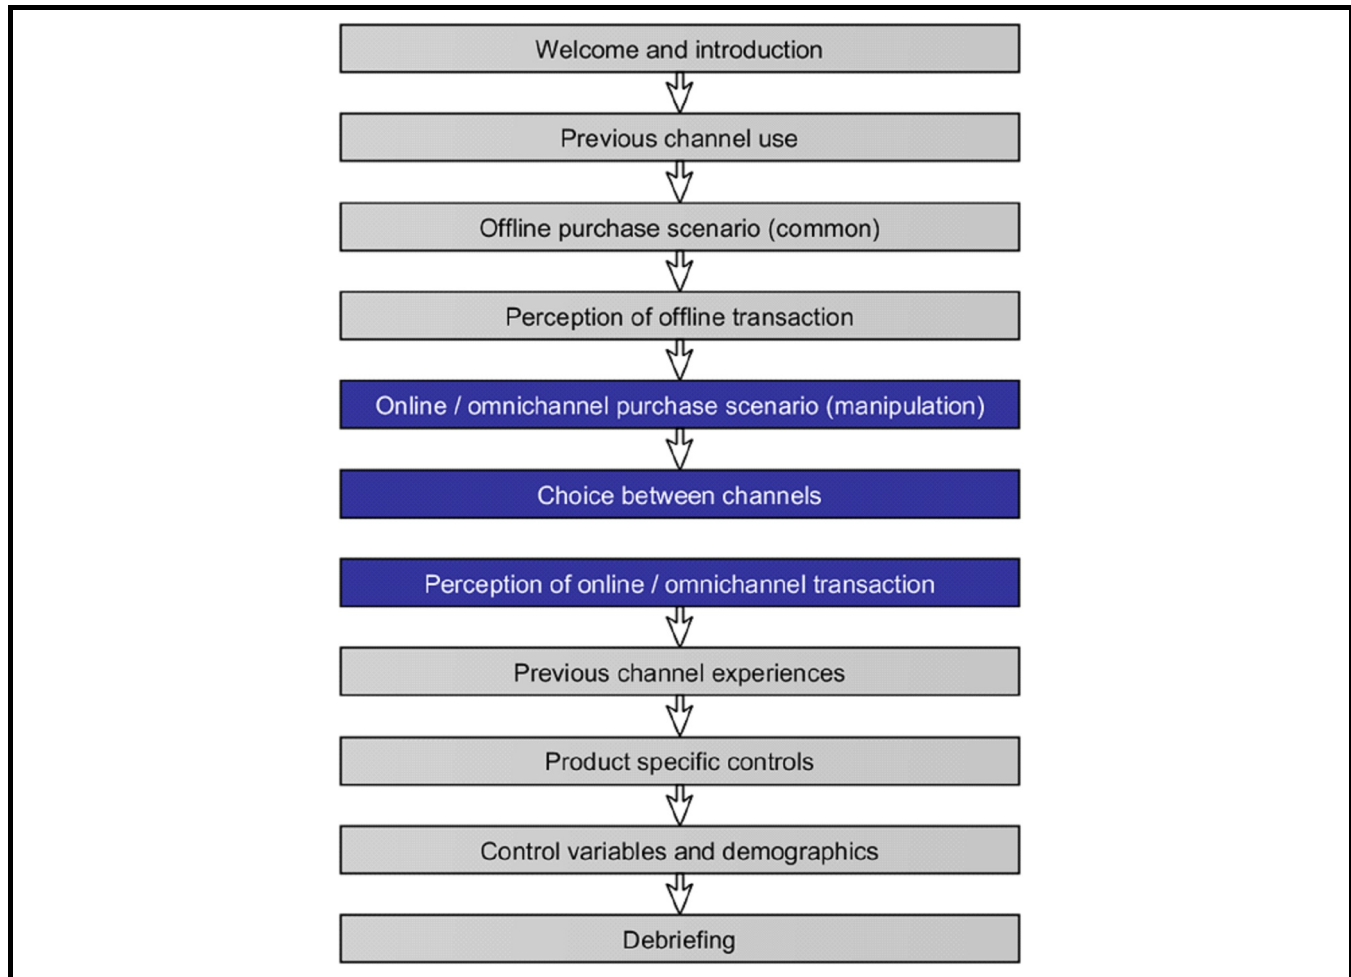 Welcome and introduction
Previous channel use
Offline purchase scenario (common)
Perception of offline transaction
Online / omnichannel purchase scenario (manipulation)
Choice between channels
Perception of online / omnichannel transaction
Previous channel experiences
Product specific controls
Control variables and demographics
Debriefing